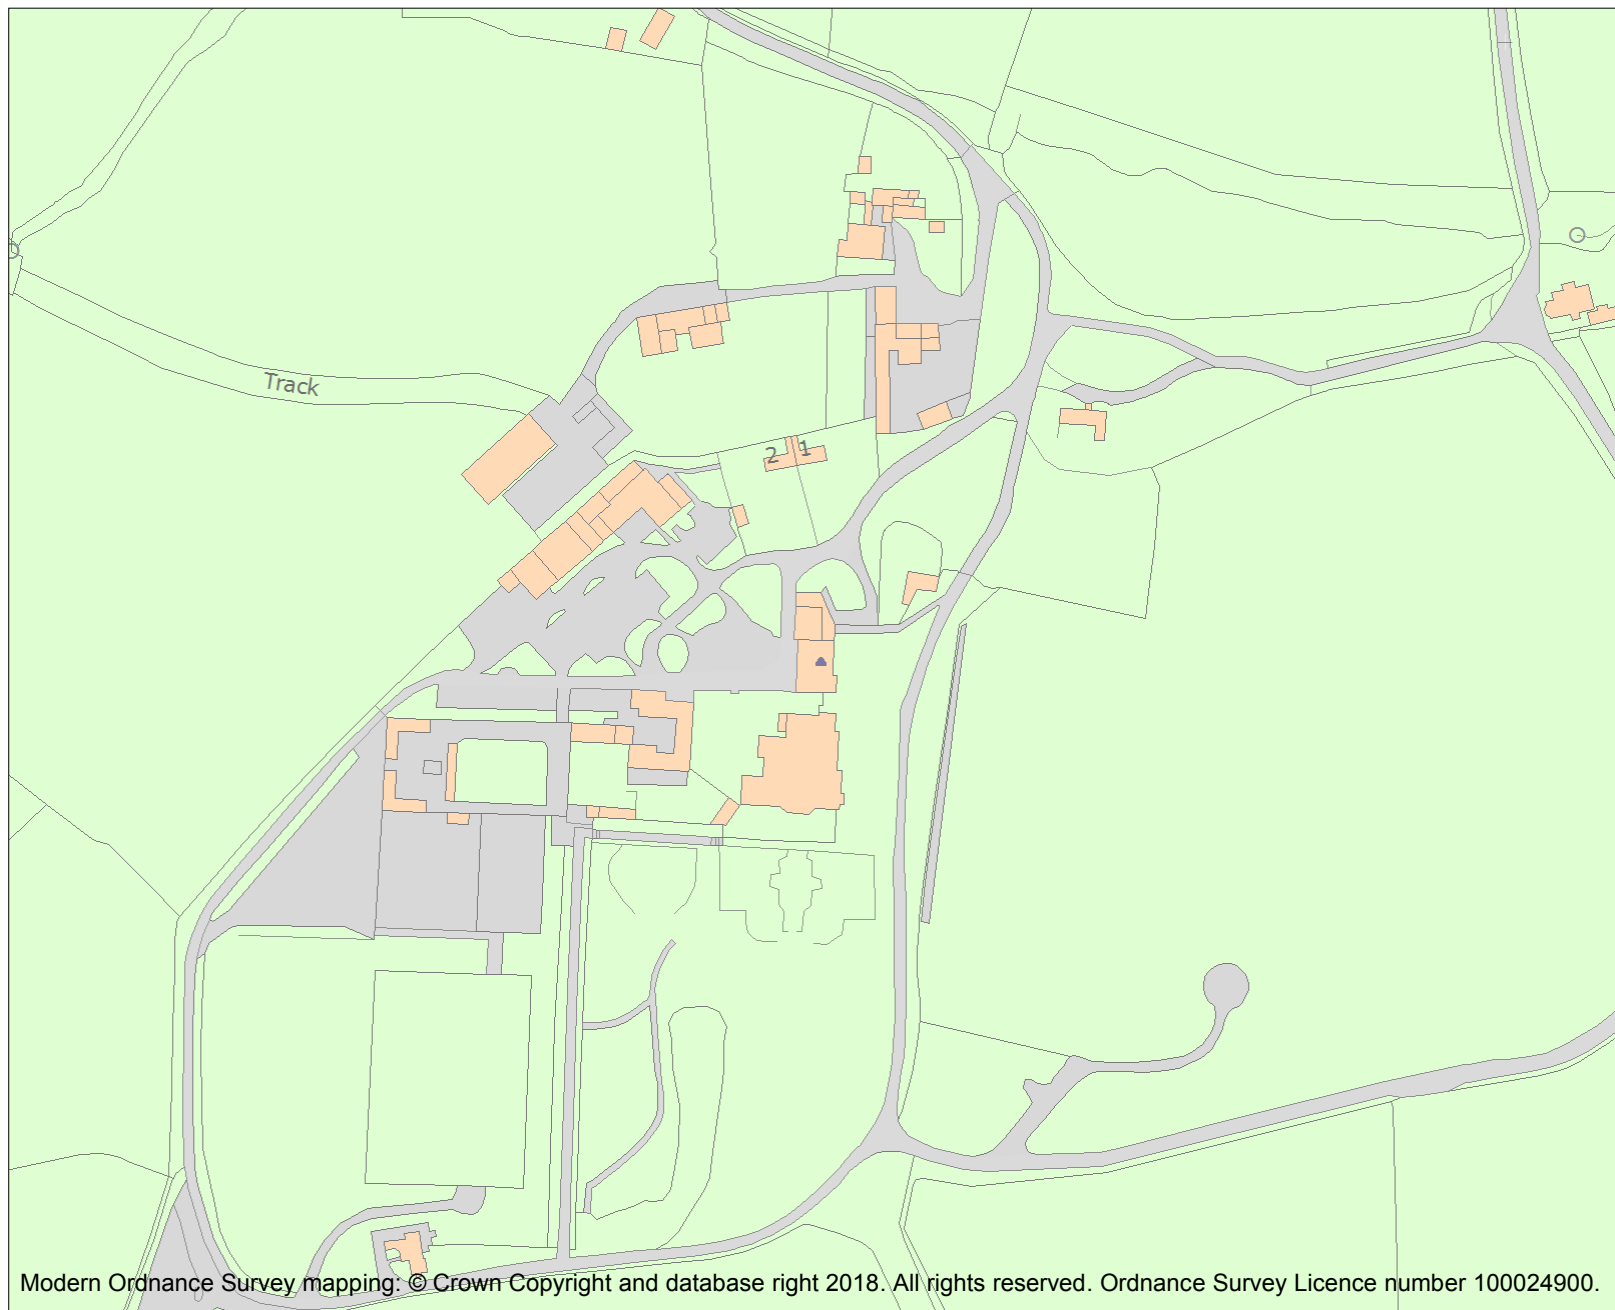 Track
2 1
Modern Ordnance Survey mapping: © Crown Copyright and database right 2018. All rights reserved. Ordnance Survey Licence number 100024900.